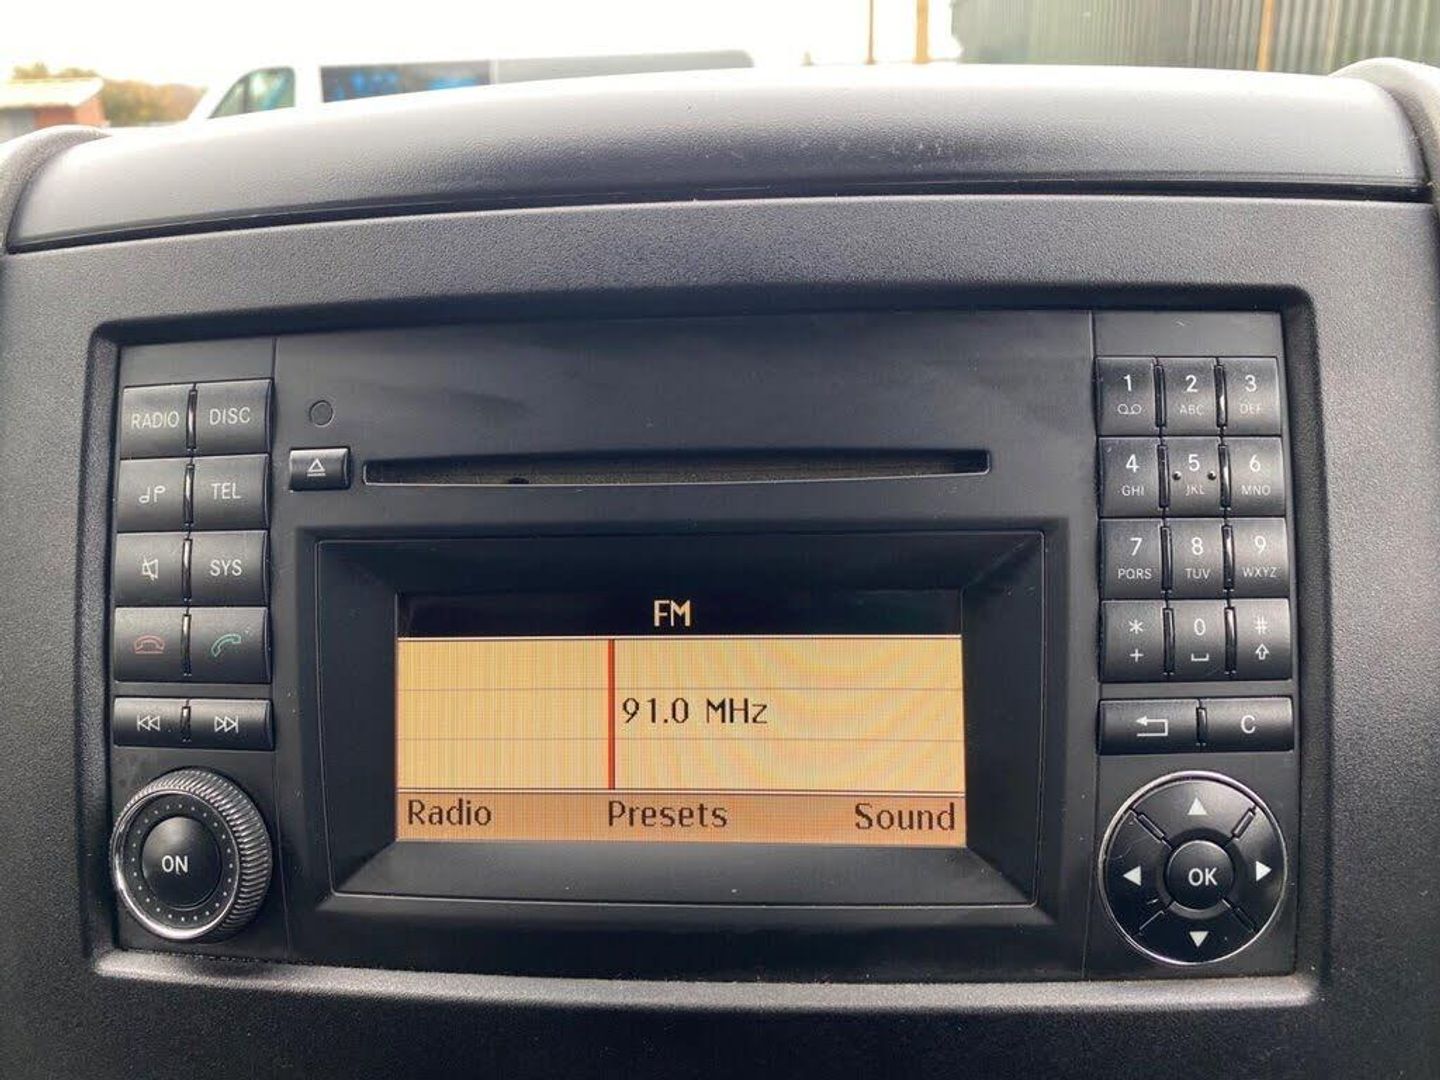 RADIO DISC
TEL
SYS
ON
FM
91.0 MHz
Radio Presets Sound
1 2 3
ABC DEF
4 5 6
GHI JKL MNO
7 8 9
PQRS TUV WXYZ
* 0 #
+
C
OK